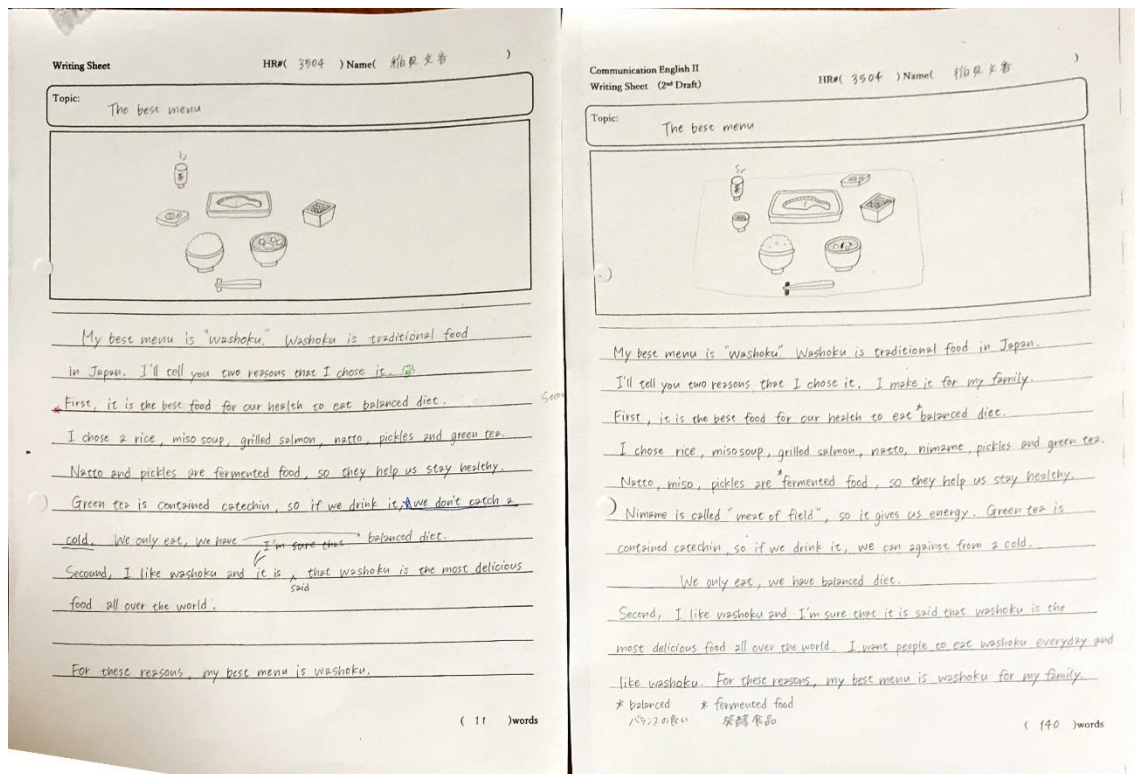 Writing Sheet
HR#( 3504 ) Name( 文香 )
Topic:
The best menu
My best menu is "washoku." Washoku is traditional food
in Japan. I'll tell you two reasons that I chose it.
*First, it is the best food for our health to eat balanced diet.
I chose a rice, miso soup, grilled salmon, natto, pickles and green tea.
Natto and pickles are fermented food, so they help us stay healthy.
Green tea is contained catechin, so if we drink it, we don't catch a
cold. We only eat, we have I'm sure that balanced diet.
Secound, I like washoku and it is said that washoku is the most delicious
food all over the world.
For these reasons, my best menu is washoku.
( 11 )words
Communication English II
Writing Sheet (2nd Draft)
HR#( 3504 ) Name( 文香 )
Topic:
The best menu
My best menu is "washoku". Washoku is traditional food in Japan.
I'll tell you two reasons that I chose it. I make it for my family.
First, it is the best food for our health to eat *balanced diet.
I chose rice, miso soup, grilled salmon, natto, nimame, pickles and green tea.
Natto, miso, pickles are *fermented food, so they help us stay healthy.
Nimame is called "meat of field", so it gives us energy. Green tea is
contained catechin, so if we drink it, we can against from a cold.
We only eat, we have balanced diet.
Second, I like washoku and I'm sure that it is said that washoku is the
most delicious food all over the world. I want people to eat washoku everyday and
like washoku. For these reasons, my best menu is washoku for my family.
* balanced * fermented food
バランスの良い 発酵食品
( 140 )words